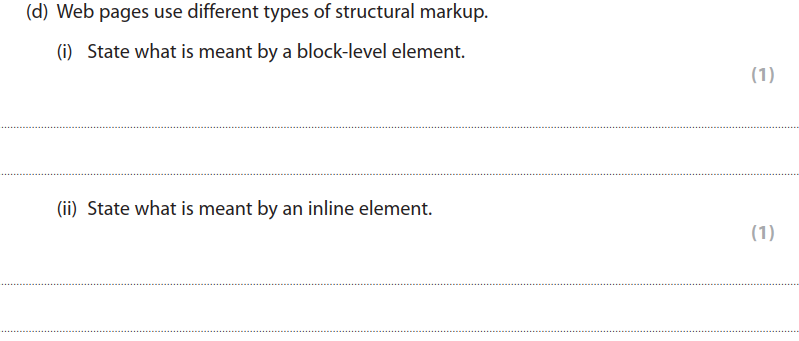 (d) Web pages use different types of structural markup.
(i) State what is meant by a block-level element.
(1)
(ii) State what is meant by an inline element.
(1)